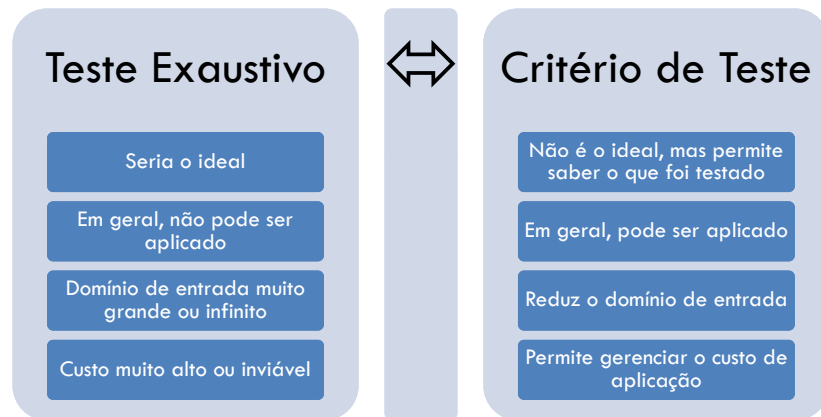 Teste Exaustivo
Seria o ideal
Em geral, não pode ser
aplicado
Domínio de entrada muito
grande ou infinito
Custo muito alto ou inviável
Critério de Teste
Não é o ideal, mas permite
saber o que foi testado
Em geral, pode ser aplicado
Reduz o domínio de entrada
Permite gerenciar o custo de
aplicação